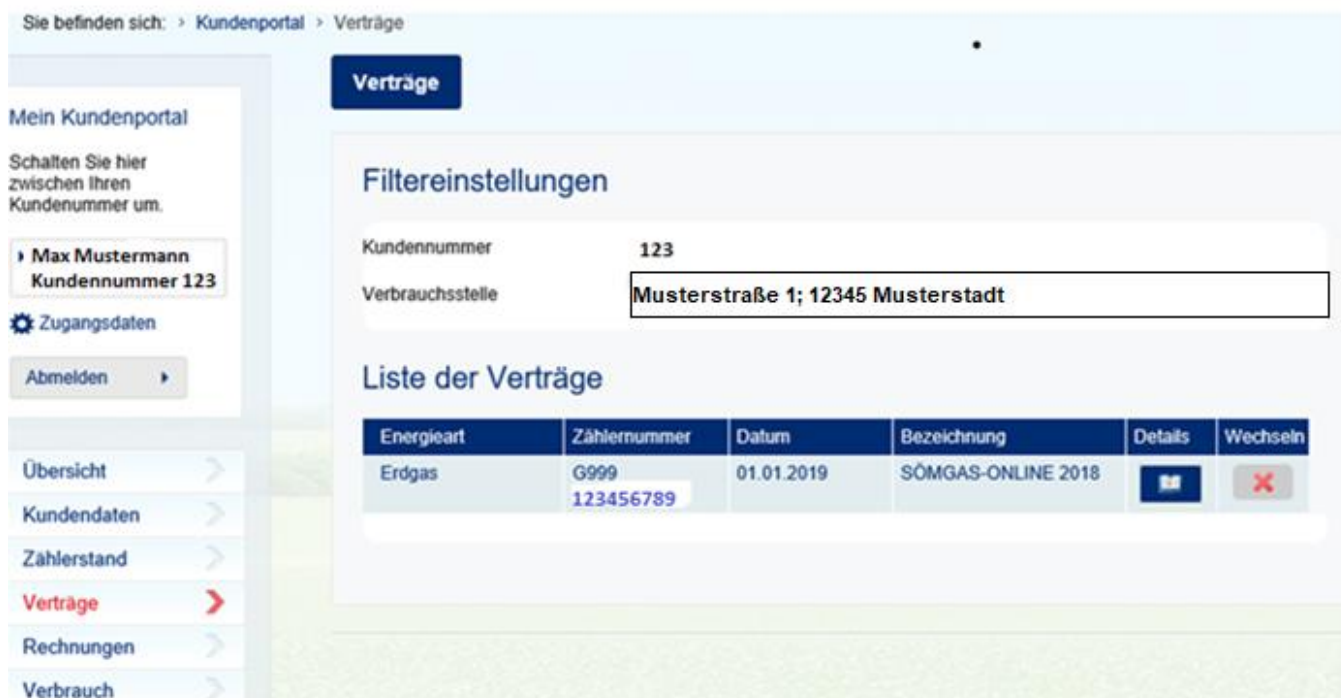 Sie befinden sich: > Kundenportal > Verträge
Verträge
Mein Kundenportal
Schalten Sie hier
zwischen Ihren
Kundenummer um.
Max Mustermann
Kundennummer 123
Zugangsdaten
Abmelden
Übersicht
Kundendaten
Zählerstand
Verträge
Rechnungen
Verbrauch
Filtereinstellungen
Kundennummer 123
Verbrauchsstelle Musterstraße 1; 12345 Musterstadt
Liste der Verträge
Energieart Zählernummer Datum Bezeichnung Details Wechseln
Erdgas G999 01.01.2019 SÖMGAS-ONLINE 2018
123456789